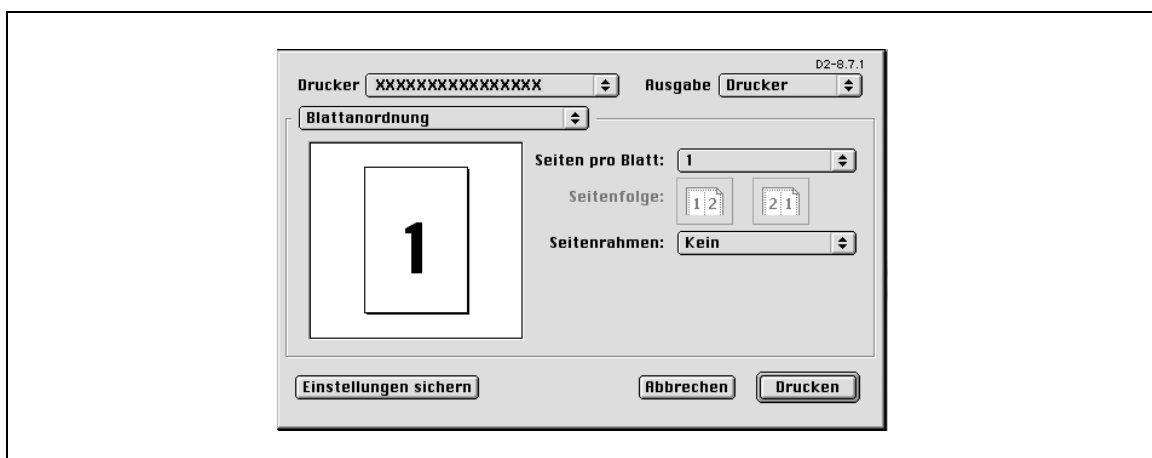 D2-8.7.1
Drucker XXXXXXXXXXXXXXXX Ausgabe Drucker
Blattanordnung
Seiten pro Blatt: 1
Seitenfolge: 1 2 2 1
Seitenrahmen: Kein
1
Einstellungen sichern Abbrechen Drucken